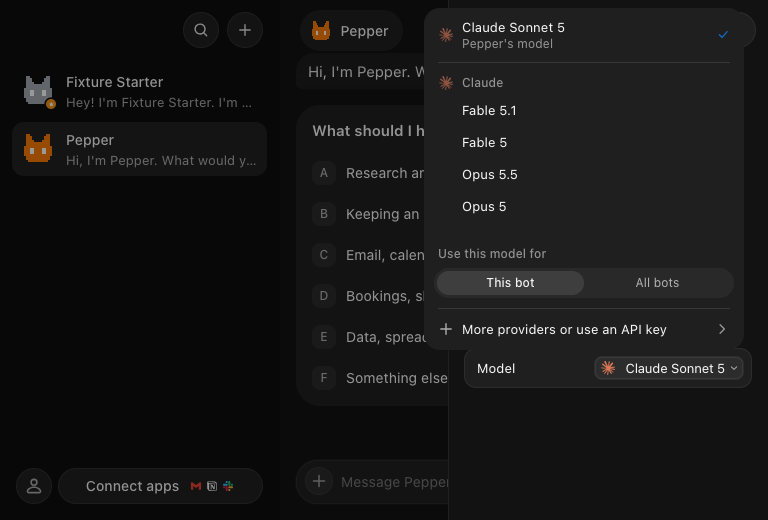 Fixture Starter
Hey! I'm Fixture Starter. I'm ...
Pepper
Hi, I'm Pepper. What would y...
Connect apps
Pepper
Hi, I'm Pepper.
What should I
A Research
B Keeping an
C Email,
D Bookings,
E Data,
F Something else
Message Pepper
Claude Sonnet 5
Pepper's model
Claude
Fable 5.1
Fable 5
Opus 5.5
Opus 5
Use this model for
This bot All bots
More providers or use an API key
Model Claude Sonnet 5